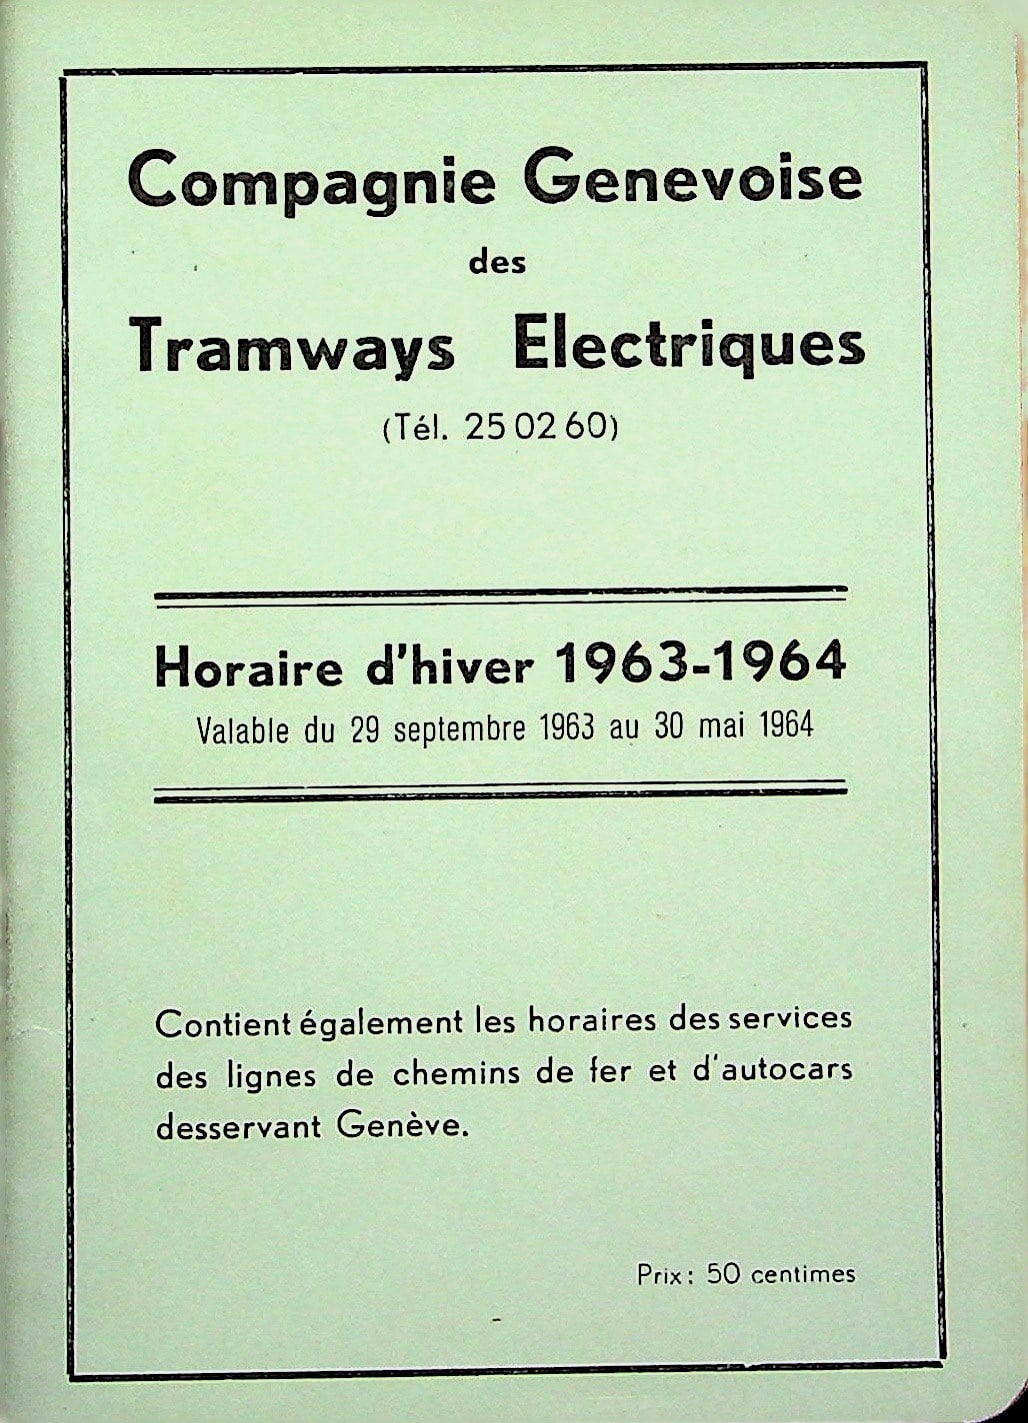 Compagnie Genevoise
des
Tramways Electriques
(Tél. 25 02 60)
Horaire d'hiver 1963-1964
Valable du 29 septembre 1963 au 30 mai 1964
Contient également les horaires des services
des lignes de chemins de fer et d'autocars
desservant Genève.
Prix: 50 centimes